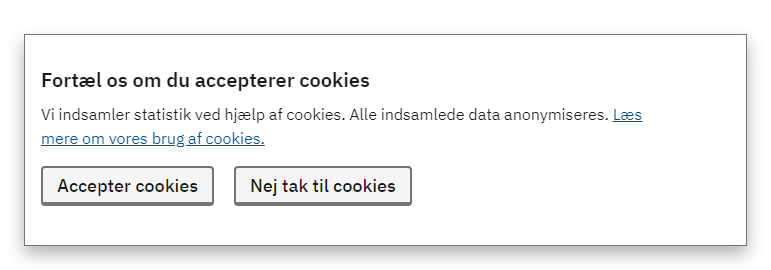 Fortæl os om du accepterer cookies
Vi indsamler statistik ved hjælp af cookies. Alle indsamlede data anonymiseres. Læs
mere om vores brug af cookies.
Accepter cookies
Nej tak til cookies